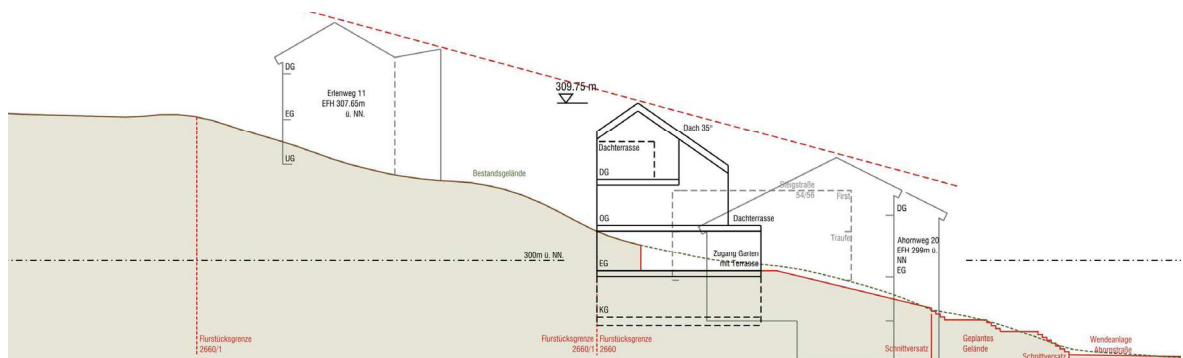 DG
Erlenweg 11
EFH 307.65m
ü. NN.
EG
UG
Bestandsgelände
309.75 m
Dach 35°
Dachterrasse
DG
OG
Dachterrasse
Steigstraße
54/56
First
Traufe
Zugang Garten
mit Terrasse
EG
KG
DG
Ahornweg 20
EFH 299m ü.
NN
EG
300m ü. NN.
Flurstücksgrenze
2660/1
Flurstücksgrenze
2660/1
Flurstücksgrenze
2660
Schnittversatz
Geplantes
Gelände
Schnittversatz
Wendeanlage
Ahornstraße